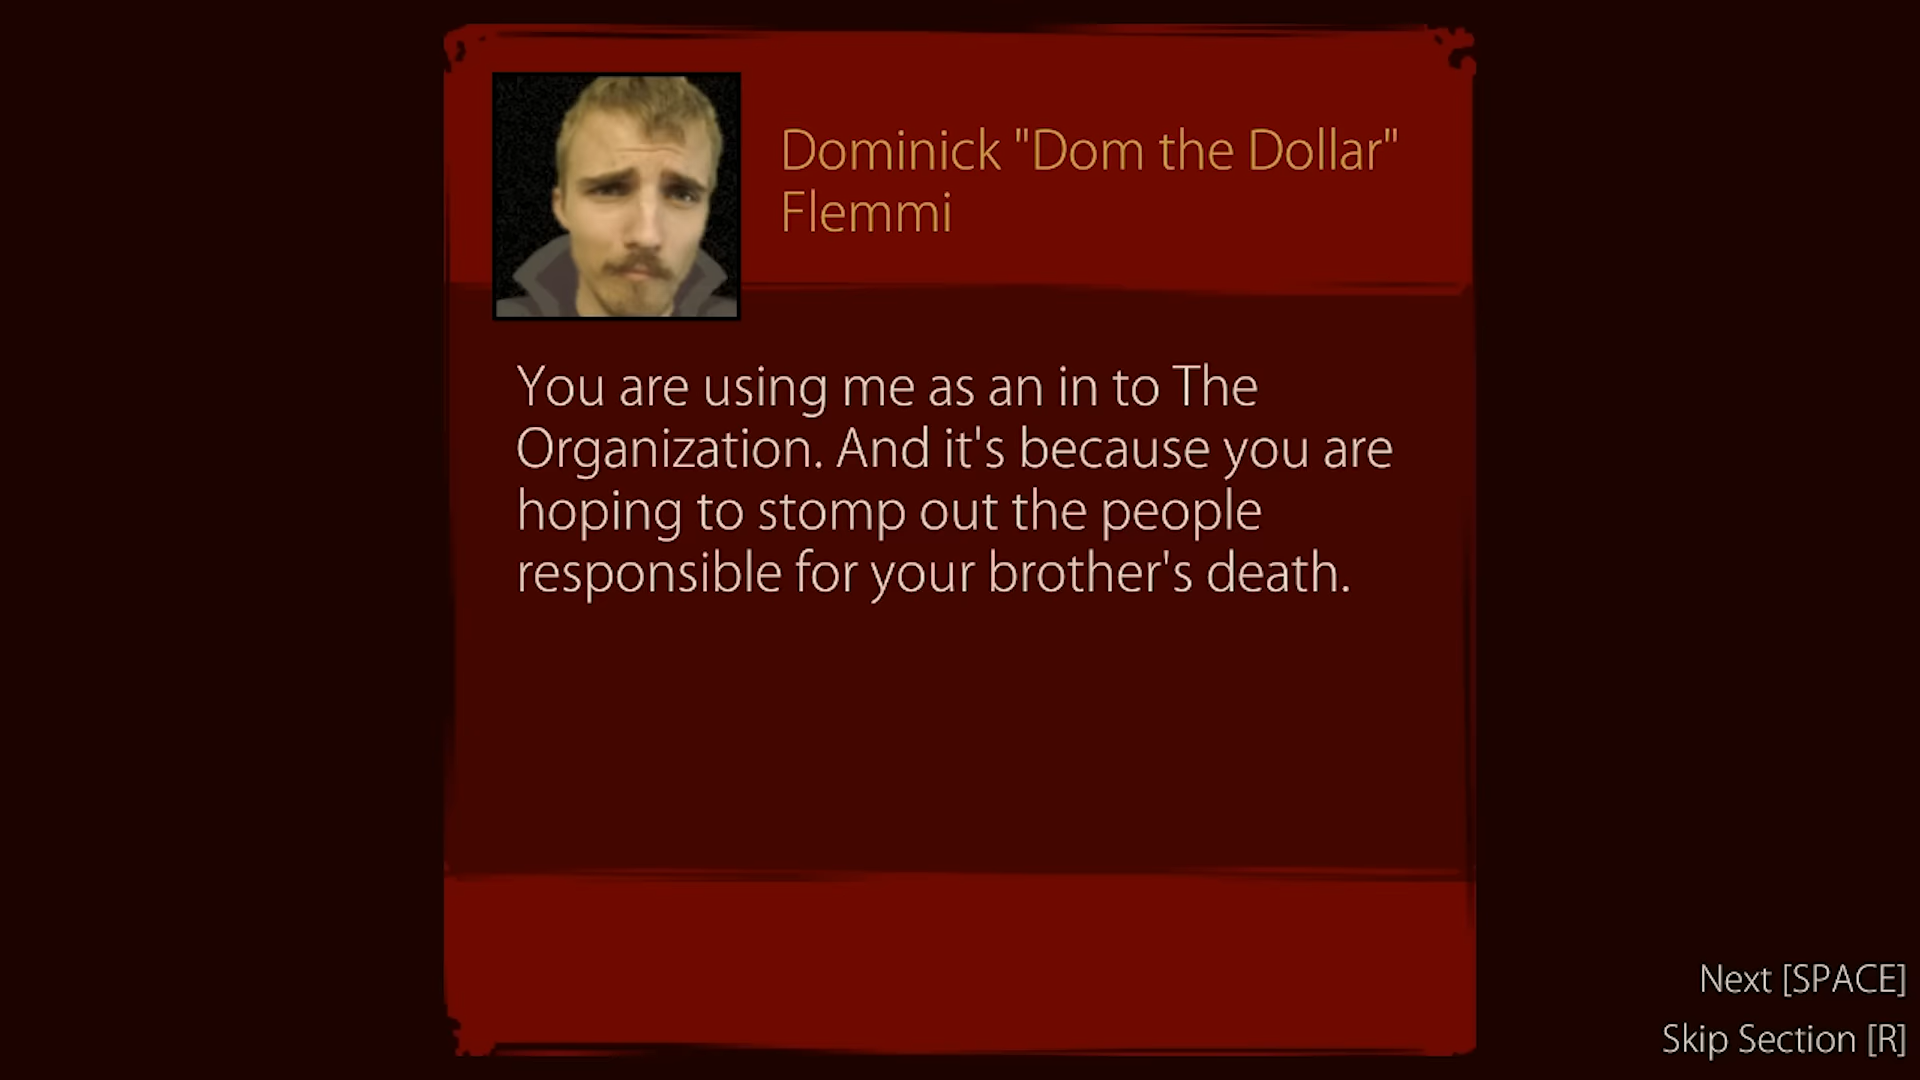 Dominick "Dom the Dollar"
Flemmi
You are using me as an in to The
Organization. And it's because you are
hoping to stomp out the people
responsible for your brother's death.
Next [SPACE]
Skip Section [R]